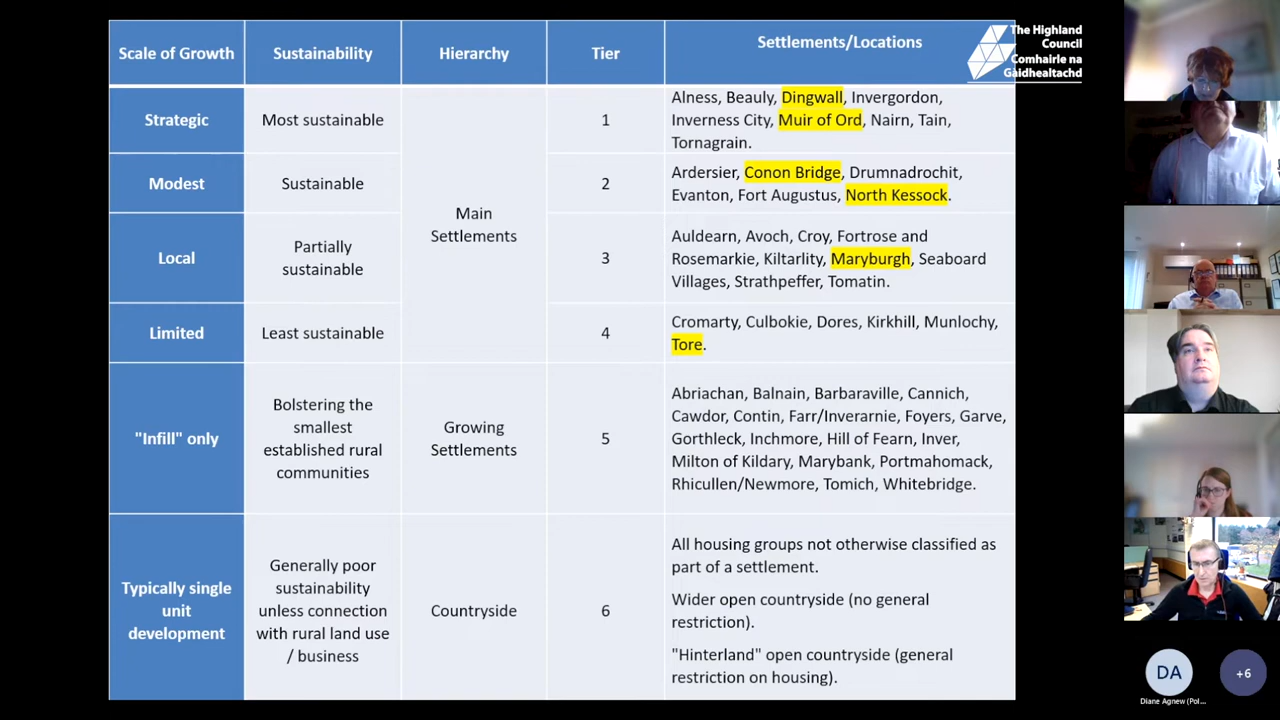 Scale of Growth
Sustainability
Hierarchy
Tier
Settlements/Locations
The Highland
Council
Comhairle na
Gàidhealtachd
Strategic
Most sustainable
Main
Settlements
1
Alness, Beauly, Dingwall, Invergordon,
Inverness City, Muir of Ord, Nairn, Tain,
Tornagrain.
Modest
Sustainable
2
Ardersier, Conon Bridge, Drumnadrochit,
Evanton, Fort Augustus, North Kessock.
Local
Partially
sustainable
3
Auldearn, Avoch, Croy, Fortrose and
Rosemarkie, Kiltarlity, Maryburgh, Seaboard
Villages, Strathpeffer, Tomatin.
Limited
Least sustainable
4
Cromarty, Culbokie, Dores, Kirkhill, Munlochy,
Tore.
"Infill" only
Bolstering the
smallest
established rural
communities
Growing
Settlements
5
Abriachan, Balnain, Barbaraville, Cannich,
Cawdor, Contin, Farr/Inverarnie, Foyers, Garve,
Gorthleck, Inchmore, Hill of Fearn, Inver,
Milton of Kildary, Marybank, Portmahomack,
Rhicullen/Newmore, Tomich, Whitebridge.
Typically single
unit
development
Generally poor
sustainability
unless connection
with rural land use
/ business
Countryside
6
All housing groups not otherwise classified as
part of a settlement.
Wider open countryside (no general
restriction).
"Hinterland" open countryside (general
restriction on housing).
DA
+6
Diane Agnew (Pol...